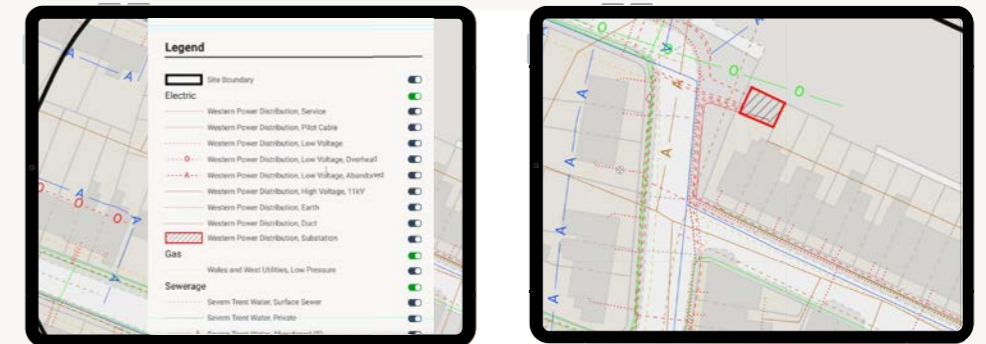 Legend
Site Boundary
Electric
Western Power Distribution, Service
Western Power Distribution, Pilot Cable
Western Power Distribution, Low Voltage
O Western Power Distribution, Low Voltage, Overhead
A Western Power Distribution, Low Voltage, Abandoned
Western Power Distribution, High Voltage, 11kV
Western Power Distribution, Earth
Western Power Distribution, Duct
Western Power Distribution, Substation
Gas
Wales and West Utilities, Low Pressure
Sewerage
Severn Trent Water, Surface Sewer
Severn Trent Water, Private
A
A
A
O
O
O
A
A
O
O
O
A
A
A
A
A
A
A